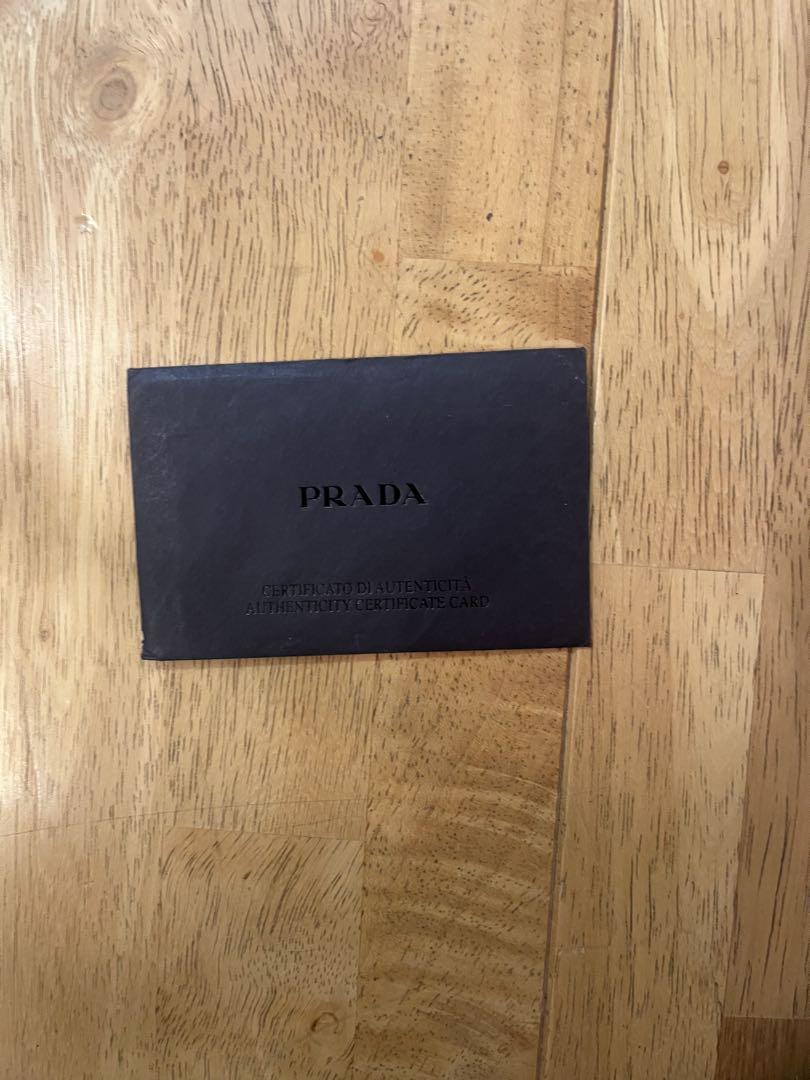 PRADA
CERTIFICATO DI AUTENTICITÀ
AUTHENTICITY CERTIFICATE CARD